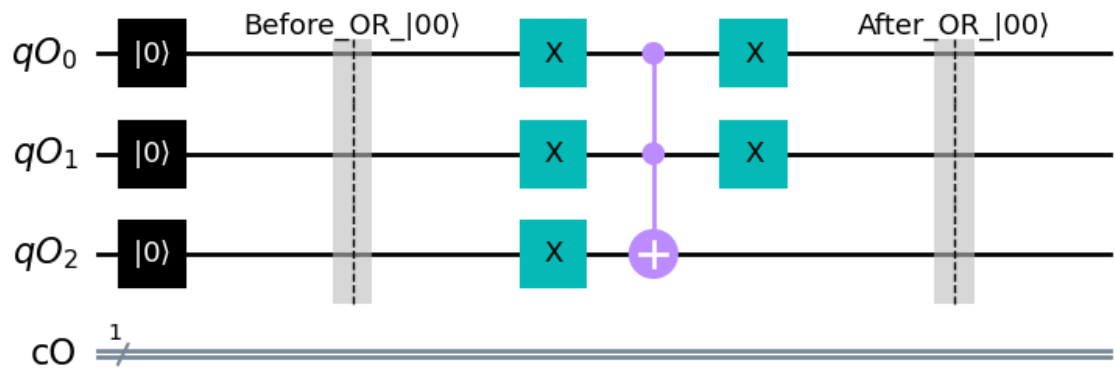 Before_OR_|00⟩ After_OR_|00⟩
qO₀ |0⟩ X X
qO₁ |0⟩ X X
qO₂ |0⟩ X
1
cO